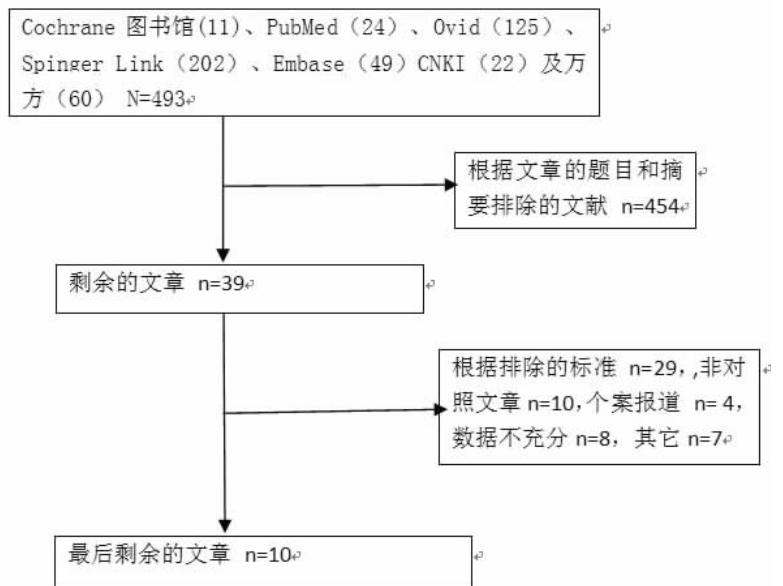 Cochrane 图书馆(11)、PubMed（24）、Ovid（125）、
Spinger Link（202）、Embase（49）CNKI（22）及万
方（60） N=493
根据文章的题目和摘
要排除的文献 n=454
剩余的文章 n=39
根据排除的标准 n=29，,非对
照文章 n=10，个案报道 n= 4，
数据不充分 n=8，其它 n=7
最后剩余的文章 n=10